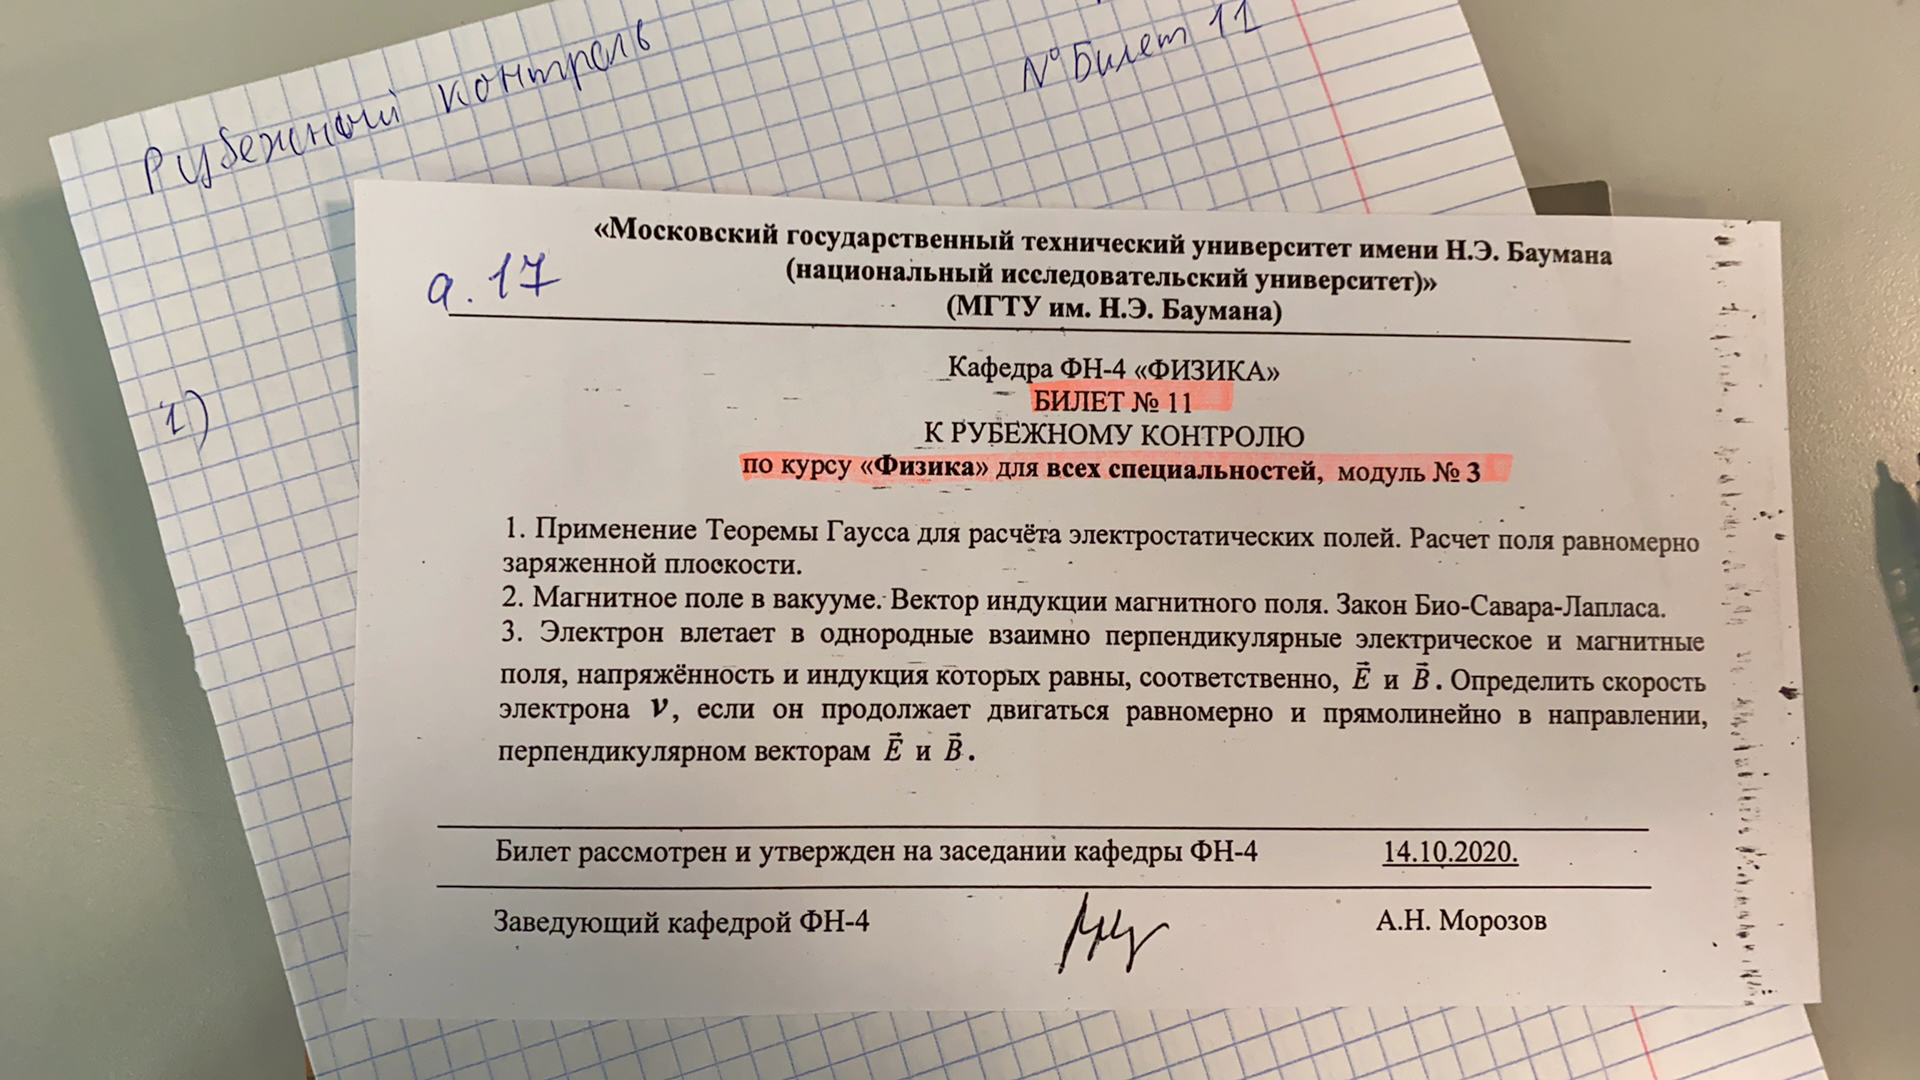 Рубежный контроль
№ Билет 11
1)
а.17
«Московский государственный технический университет имени Н.Э. Баумана
(национальный исследовательский университет)»
(МГТУ им. Н.Э. Баумана)
Кафедра ФН-4 «ФИЗИКА»
БИЛЕТ № 11
К РУБЕЖНОМУ КОНТРОЛЮ
по курсу «Физика» для всех специальностей, модуль № 3
1. Применение Теоремы Гаусса для расчёта электростатических полей. Расчет поля равномерно
заряженной плоскости.
2. Магнитное поле в вакууме. Вектор индукции магнитного поля. Закон Био-Савара-Лапласа.
3. Электрон влетает в однородные взаимно перпендикулярные электрическое и магнитные
поля, напряжённость и индукция которых равны, соответственно, E⃗ и B⃗. Определить скорость
электрона v, если он продолжает двигаться равномерно и прямолинейно в направлении,
перпендикулярном векторам E⃗ и B⃗.
Билет рассмотрен и утвержден на заседании кафедры ФН-4 14.10.2020.
Заведующий кафедрой ФН-4 А.Н. Морозов